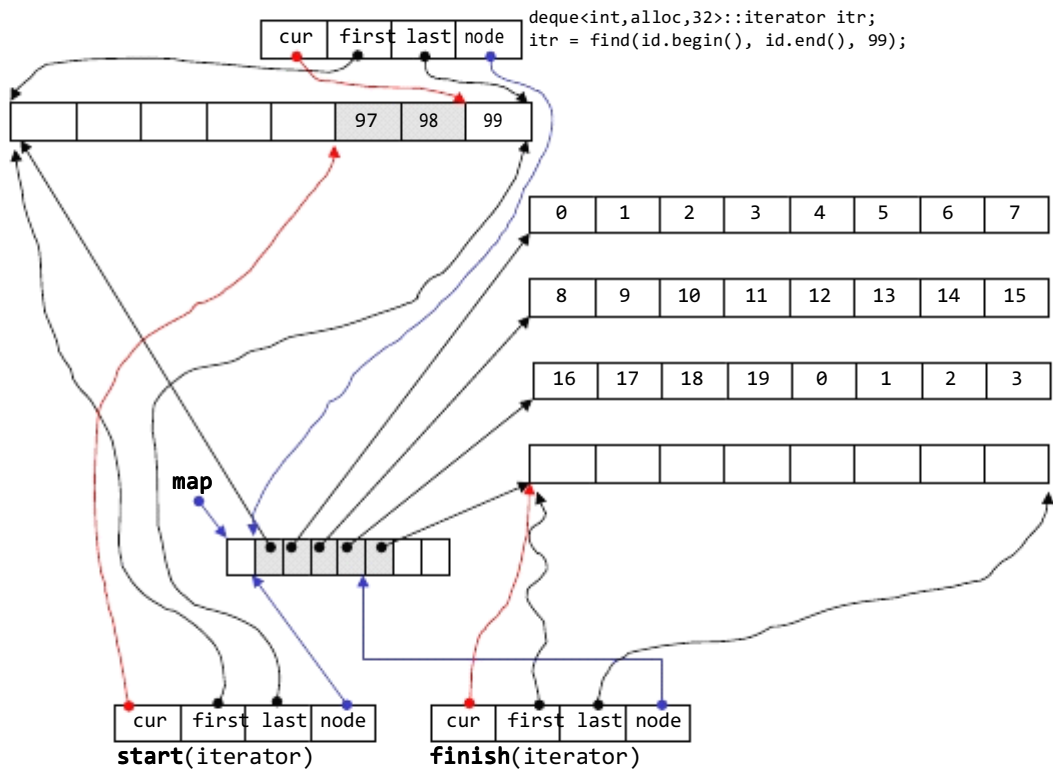 deque<int,alloc,32>::iterator itr;
itr = find(id.begin(), id.end(), 99);
cur first last node
97 98 99
0 1 2 3 4 5 6 7
8 9 10 11 12 13 14 15
16 17 18 19 0 1 2 3
map
cur first last node
start(iterator)
cur first last node
finish(iterator)